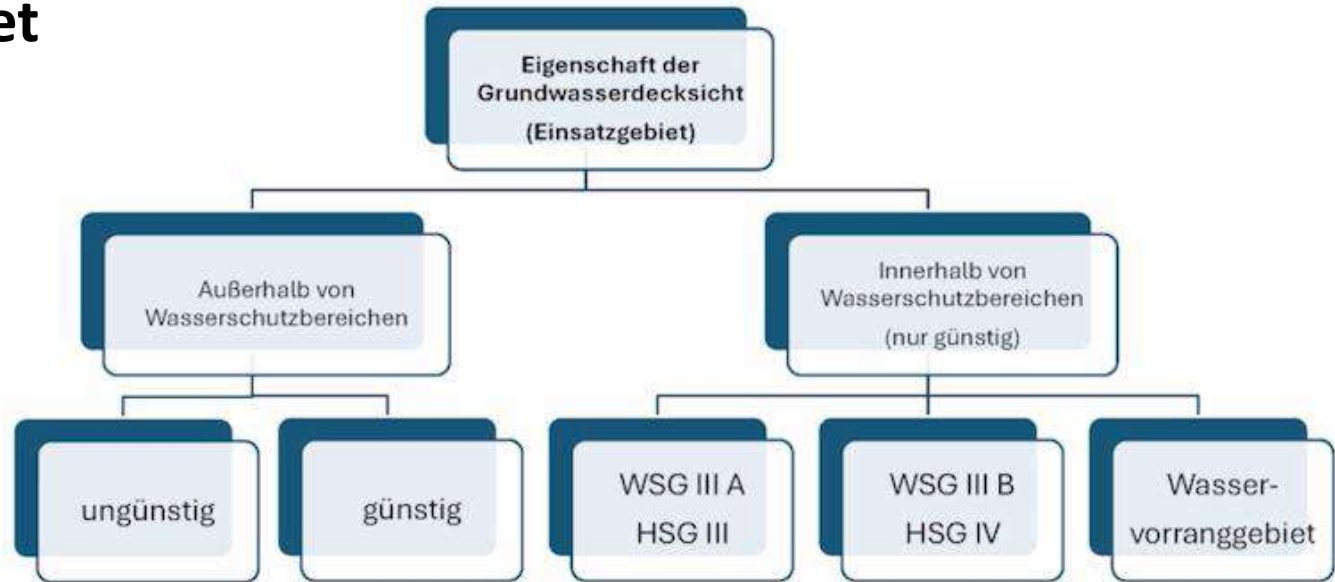 et
Eigenschaft der
Grundwasserdecksicht
(Einsatzgebiet)
Außerhalb von
Wasserschutzbereichen
Innerhalb von
Wasserschutzbereichen
(nur günstig)
ungünstig
günstig
WSG III A
HSG III
WSG III B
HSG IV
Wasser-
vorranggebiet